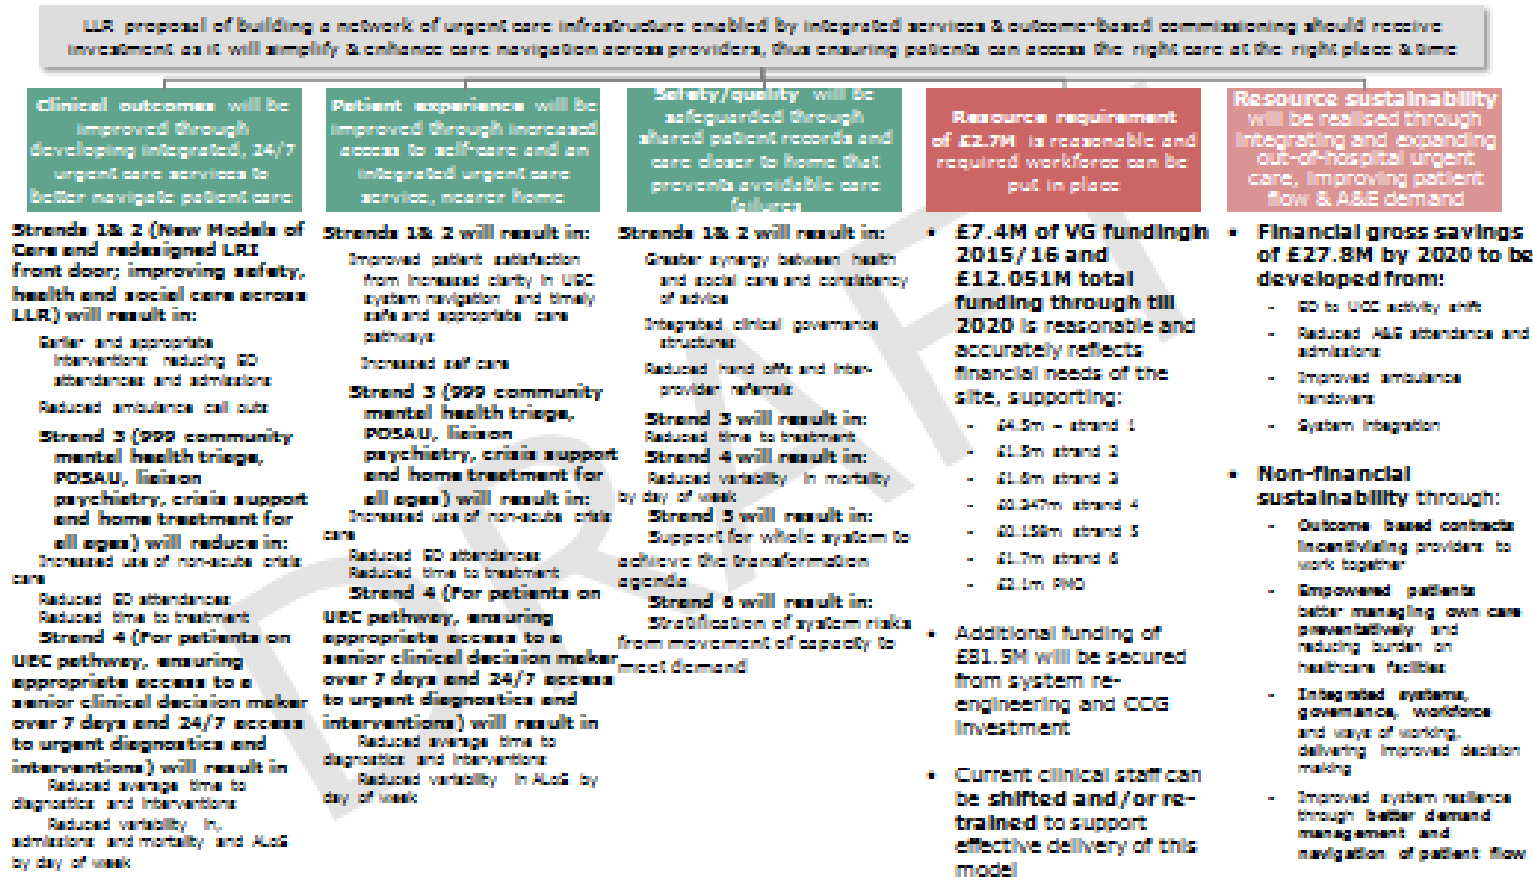 LLR proposal of building a network of urgent care infrastructure enabled by integrated services & outcome-based commissioning should receive
investment as it will simplify & enhance care navigation across providers, thus ensuring patients can access the right care at the right place & time
Clinical outcomes will be
improved through
developing integrated, 24/7
urgent care services to
better navigate patient care
Strands 1& 2 (New Models of
Care and redesigned LRI
front door; improving safety,
health and social care across
LLR) will result in:
Earlier and appropriate
interventions reducing ED
attendances and admissions
Reduced ambulance call outs
Strand 3 (999 community
mental health triage,
POSAU, liaison
psychiatry, crisis support
and home treatment for
all ages) will reduce in:
Increased use of non-acute crisis
care
Reduced ED attendances
Reduced time to treatment
Strand 4 (For patients on
UEC pathway, ensuring
appropriate access to a
senior clinical decision maker
over 7 days and 24/7 access
to urgent diagnostics and
interventions) will result in
Reduced average time to
diagnostics and interventions
Reduced variability in,
admissions and mortality and ALoS
by day of week
Patient experience will be
improved through increased
access to self-care and an
integrated urgent care
service, nearer home
Strands 1& 2 will result in:
Improved patient satisfaction
from increased clarity in UEC
system navigation and timely
safe and appropriate care
pathways
Increased self care
Strand 3 (999 community
mental health triage,
POSAU, liaison
psychiatry, crisis support
and home treatment for
all ages) will result in:
Increased use of non-acute crisis
care
Reduced ED attendances
Reduced time to treatment
Strand 4 (For patients on
UEC pathway, ensuring
appropriate access to a
senior clinical decision maker
over 7 days and 24/7 access
to urgent diagnostics and
interventions) will result in
Reduced average time to
diagnostics and interventions
Reduced variability in ALoS by
day of week
Safety/quality will be
safeguarded through
shared patient records and
care closer to home that
prevents avoidable care
failures
Strands 1& 2 will result in:
Greater synergy between health
and social care and consistency
of advice
Integrated clinical governance
structures
Reduced hand offs and inter-
provider referrals
Strand 3 will result in:
Reduced time to treatment
Strand 4 will result in:
Reduced variability in mortality
by day of week
Strand 5 will result in:
Support for whole system to
achieve the transformation
agenda
Strand 6 will result in:
Stratification of system risks
from movement of capacity to
meet demand
Resource requirement
of £2.7M is reasonable and
required workforce can be
put in place
• £7.4M of VG fundingh
2015/16 and
£12.051M total
funding through till
2020 is reasonable and
accurately reflects
financial needs of the
site, supporting:
- £4.5m – strand 1
- £1.5m strand 2
- £1.6m strand 3
- £0.347m strand 4
- £0.159m strand 5
- £1.7m strand 6
- £2.1m PMO
• Additional funding of
£81.5M will be secured
from system re-
engineering and CCG
investment
• Current clinical staff can
be shifted and/or re-
trained to support
effective delivery of this
model
Resource sustainability
will be realised through
integrating and expanding
out-of-hospital urgent
care, improving patient
flow & A&E demand
• Financial gross savings
of £27.8M by 2020 to be
developed from:
- ED to UCC activity shift
- Reduced A&E attendance and
admissions
- Improved ambulance
handovers
- System integration
• Non-financial
sustainability through:
- Outcome based contracts
incentivising providers to
work together
- Empowered patients
better managing own care
preventatively and
reducing burden on
healthcare facilities
- Integrated systems,
governance, workforce
and ways of working,
delivering improved decision
making
- Improved system resilience
through better demand
management and
navigation of patient flow
DRAFT